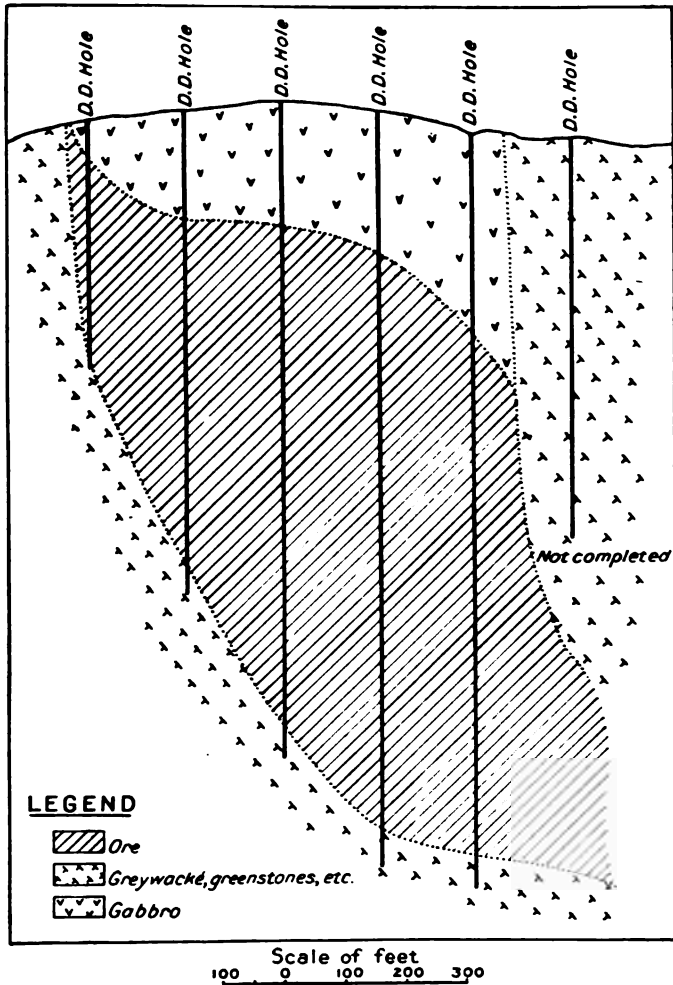 D.D. Hole
D.D. Hole
D.D. Hole
D.D. Hole
D.D. Hole
D.D. Hole
Not completed
LEGEND
Ore
Greywacké, greenstones, etc.
Gabbro
Scale of feet
100 0 100 200 300